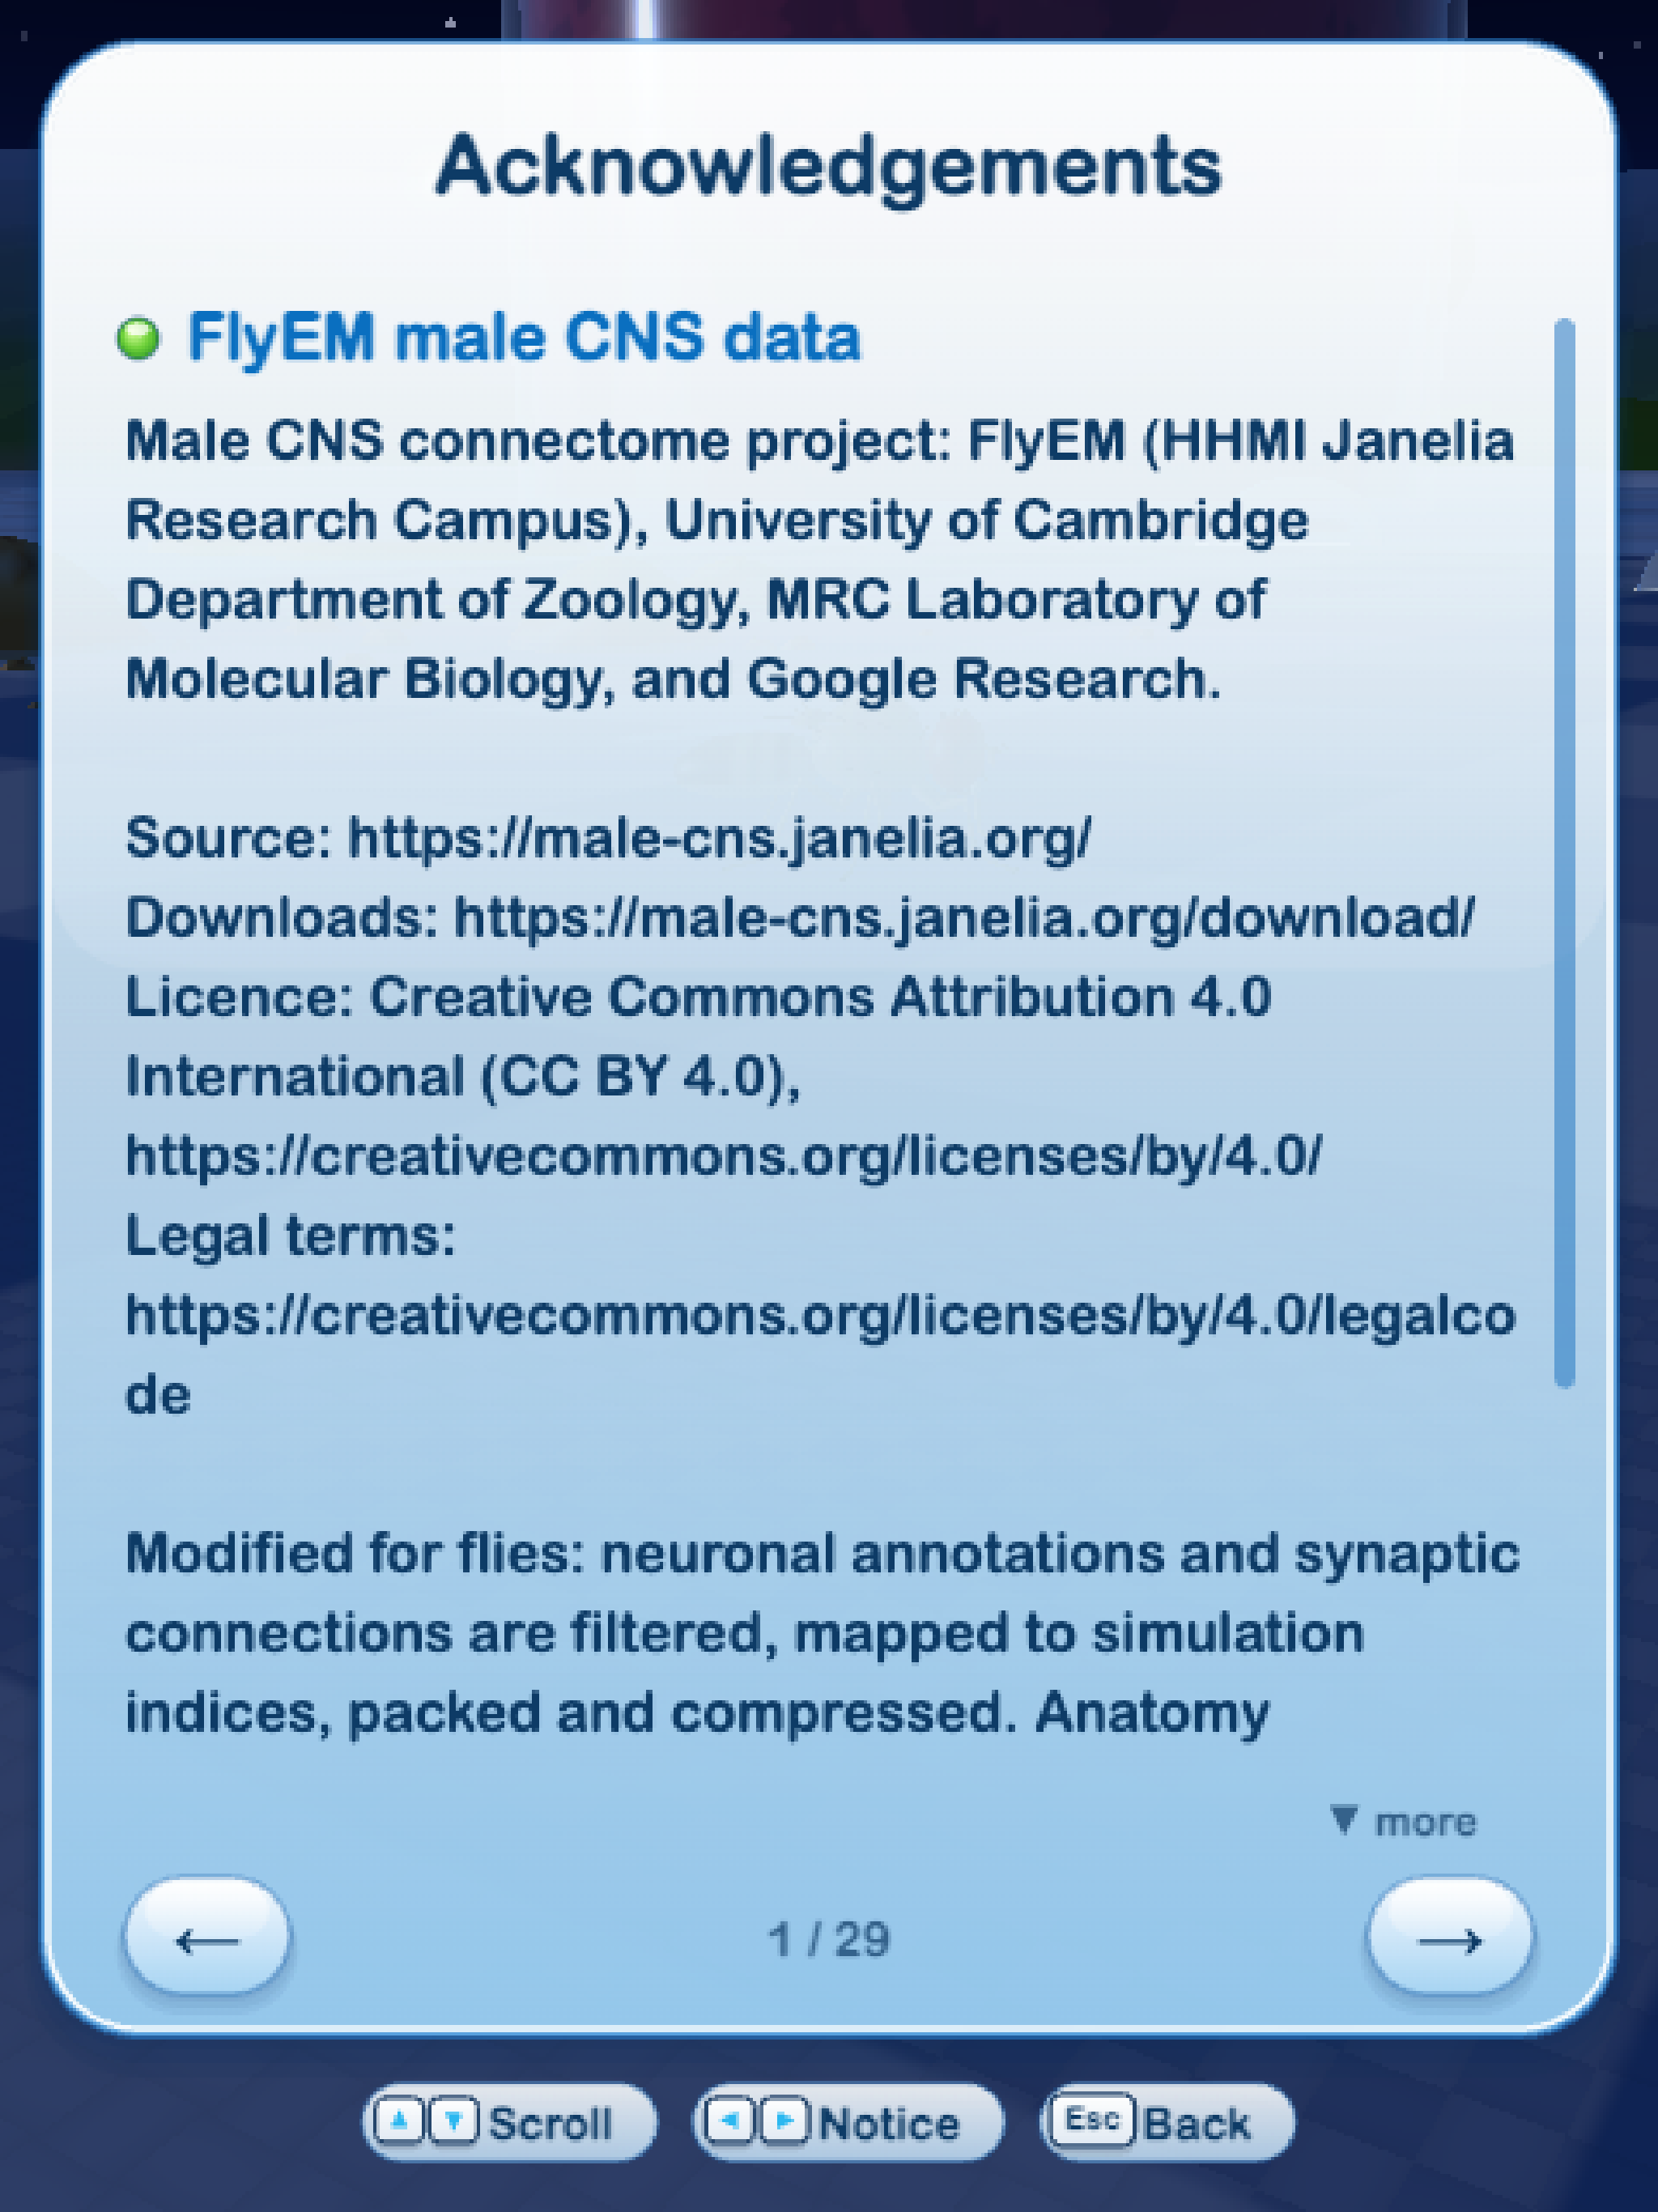 Acknowledgements
FlyEM male CNS data
Male CNS connectome project: FlyEM (HHMI Janelia
Research Campus), University of Cambridge
Department of Zoology, MRC Laboratory of
Molecular Biology, and Google Research.
Source: https://male-cns.janelia.org/
Downloads: https://male-cns.janelia.org/download/
Licence: Creative Commons Attribution 4.0
International (CC BY 4.0),
https://creativecommons.org/licenses/by/4.0/
Legal terms:
https://creativecommons.org/licenses/by/4.0/legalco
de
Modified for flies: neuronal annotations and synaptic
connections are filtered, mapped to simulation
indices, packed and compressed. Anatomy
▼ more
← 1 / 29 →
▲ ▼ Scroll ◄ ► Notice Esc Back